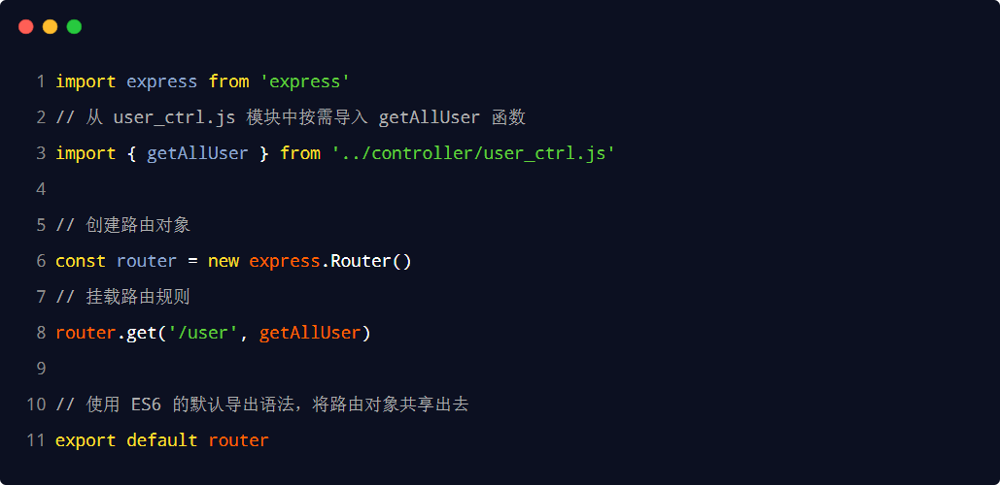 1 import express from 'express'
2 // 从 user_ctrl.js 模块中按需导入 getAllUser 函数
3 import { getAllUser } from '../controller/user_ctrl.js'
4
5 // 创建路由对象
6 const router = new express.Router()
7 // 挂载路由规则
8 router.get('/user', getAllUser)
9
10 // 使用 ES6 的默认导出语法，将路由对象共享出去
11 export default router